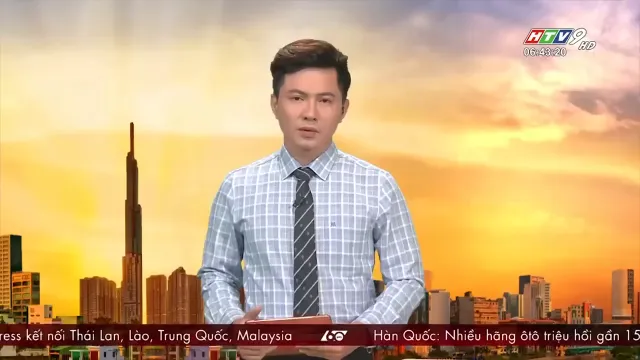 HTV9 HD
06:43:20
ress kết nối Thái Lan, Lào, Trung Quốc, Malaysia
60
Hàn Quốc: Nhiều hãng ôtô triệu hồi gần 15